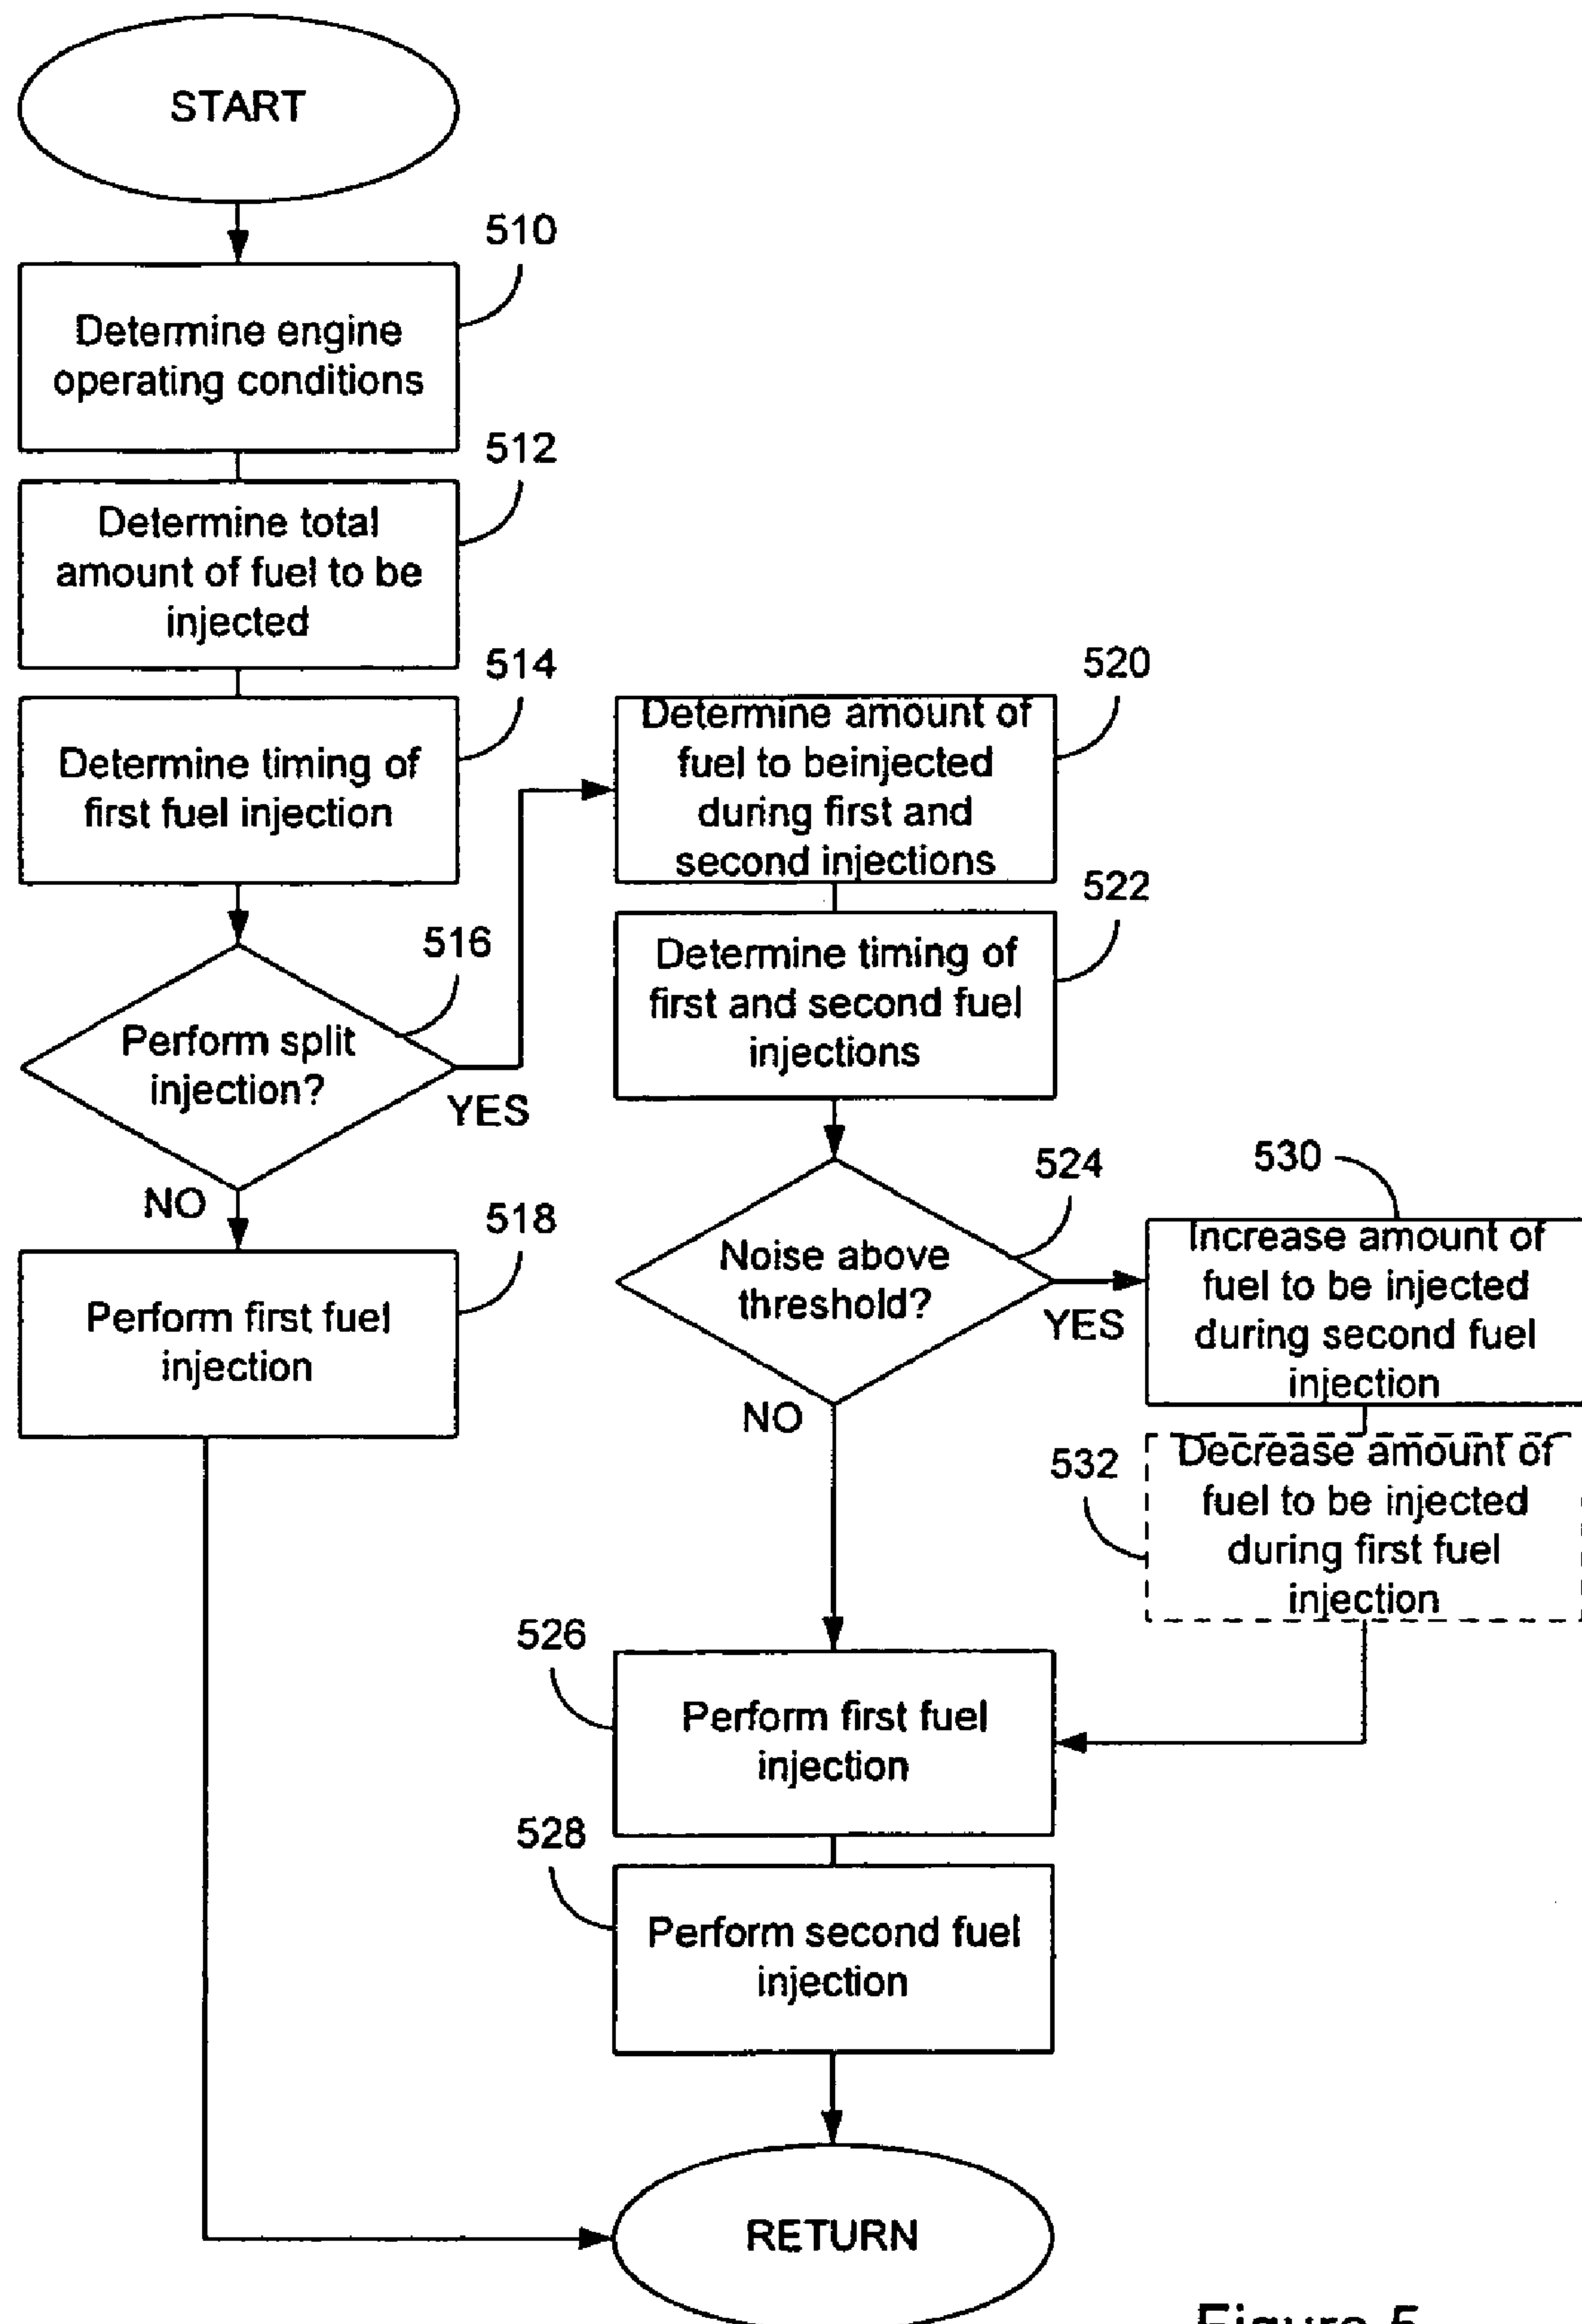 START
510
Determine engine
operating conditions
512
Determine total
amount of fuel to be
injected
514
Determine timing of
first fuel injection
516
Perform split
injection?
YES
NO
518
Perform first fuel
injection
520
Determine amount of
fuel to beinjected
during first and
second injections
522
Determine timing of
first and second fuel
injections
524
Noise above
threshold?
YES
NO
530
Increase amount of
fuel to be injected
during second fuel
injection
532
Decrease amount of
fuel to be injected
during first fuel
injection
526
Perform first fuel
injection
528
Perform second fuel
injection
RETURN
Figure 5